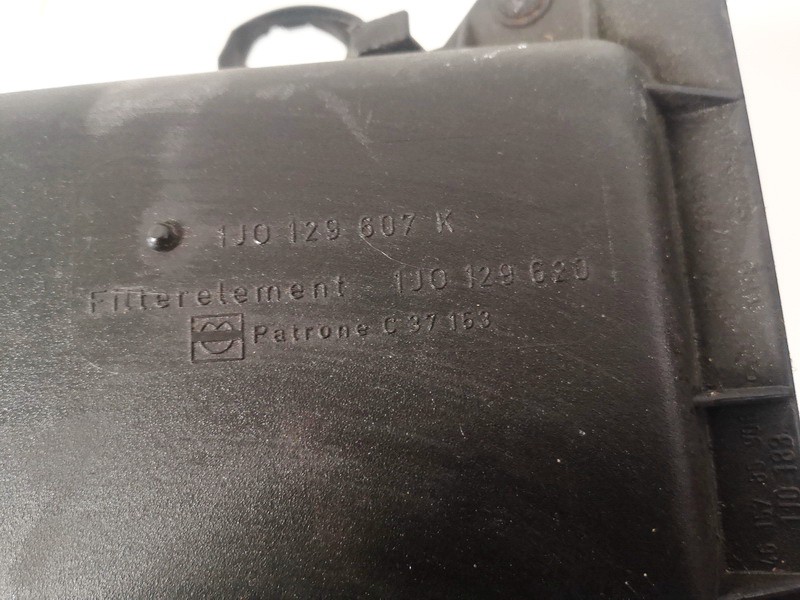 1J0 129 607 K
Filterelement 1J0 129 620
Patrone C 37 153